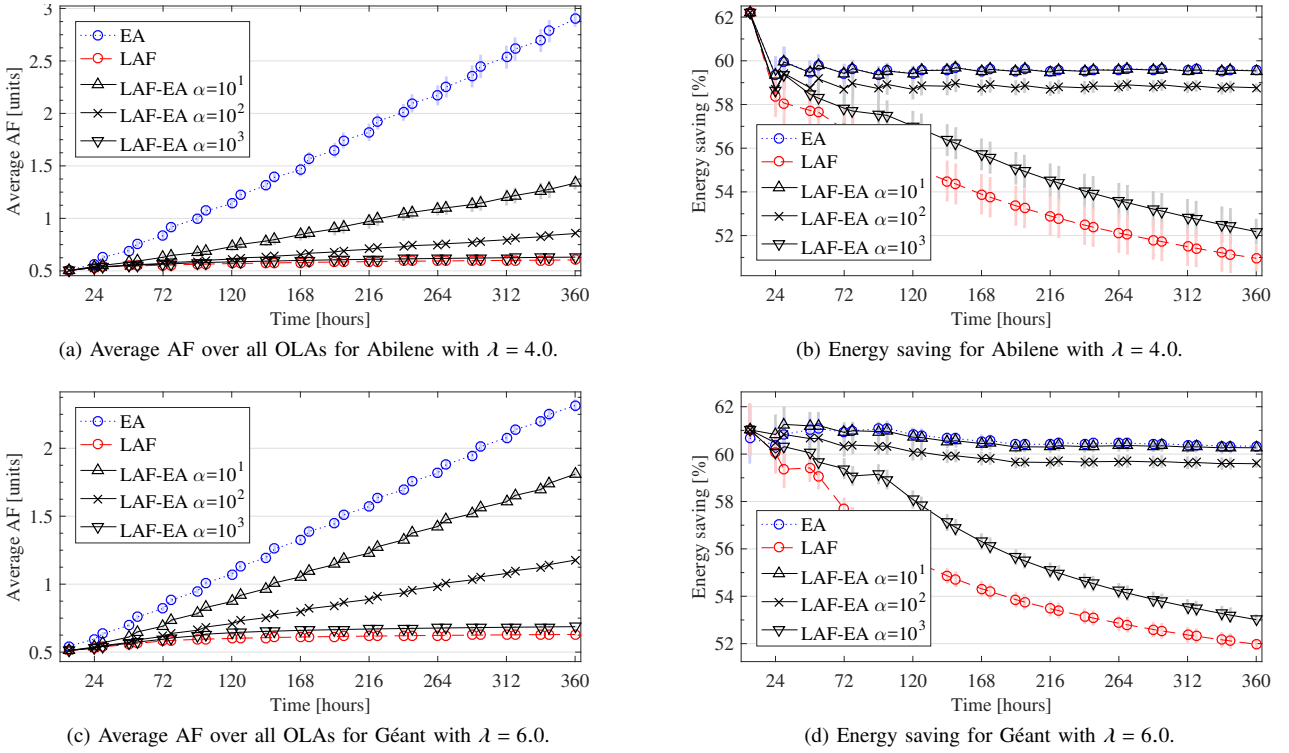 3
2.5
2
1.5
1
0.5
Average AF [units]
EA
LAF
LAF-EA α=10¹
LAF-EA α=10²
LAF-EA α=10³
24 72 120 168 216 264 312 360
Time [hours]
(a) Average AF over all OLAs for Abilene with λ = 4.0.
62
60
58
56
54
52
Energy saving [%]
EA
LAF
LAF-EA α=10¹
LAF-EA α=10²
LAF-EA α=10³
24 72 120 168 216 264 312 360
Time [hours]
(b) Energy saving for Abilene with λ = 4.0.
2
1.5
1
0.5
Average AF [units]
EA
LAF
LAF-EA α=10¹
LAF-EA α=10²
LAF-EA α=10³
24 72 120 168 216 264 312 360
Time [hours]
(c) Average AF over all OLAs for Géant with λ = 6.0.
62
60
58
56
54
52
Energy saving [%]
EA
LAF
LAF-EA α=10¹
LAF-EA α=10²
LAF-EA α=10³
24 72 120 168 216 264 312 360
Time [hours]
(d) Energy saving for Géant with λ = 6.0.